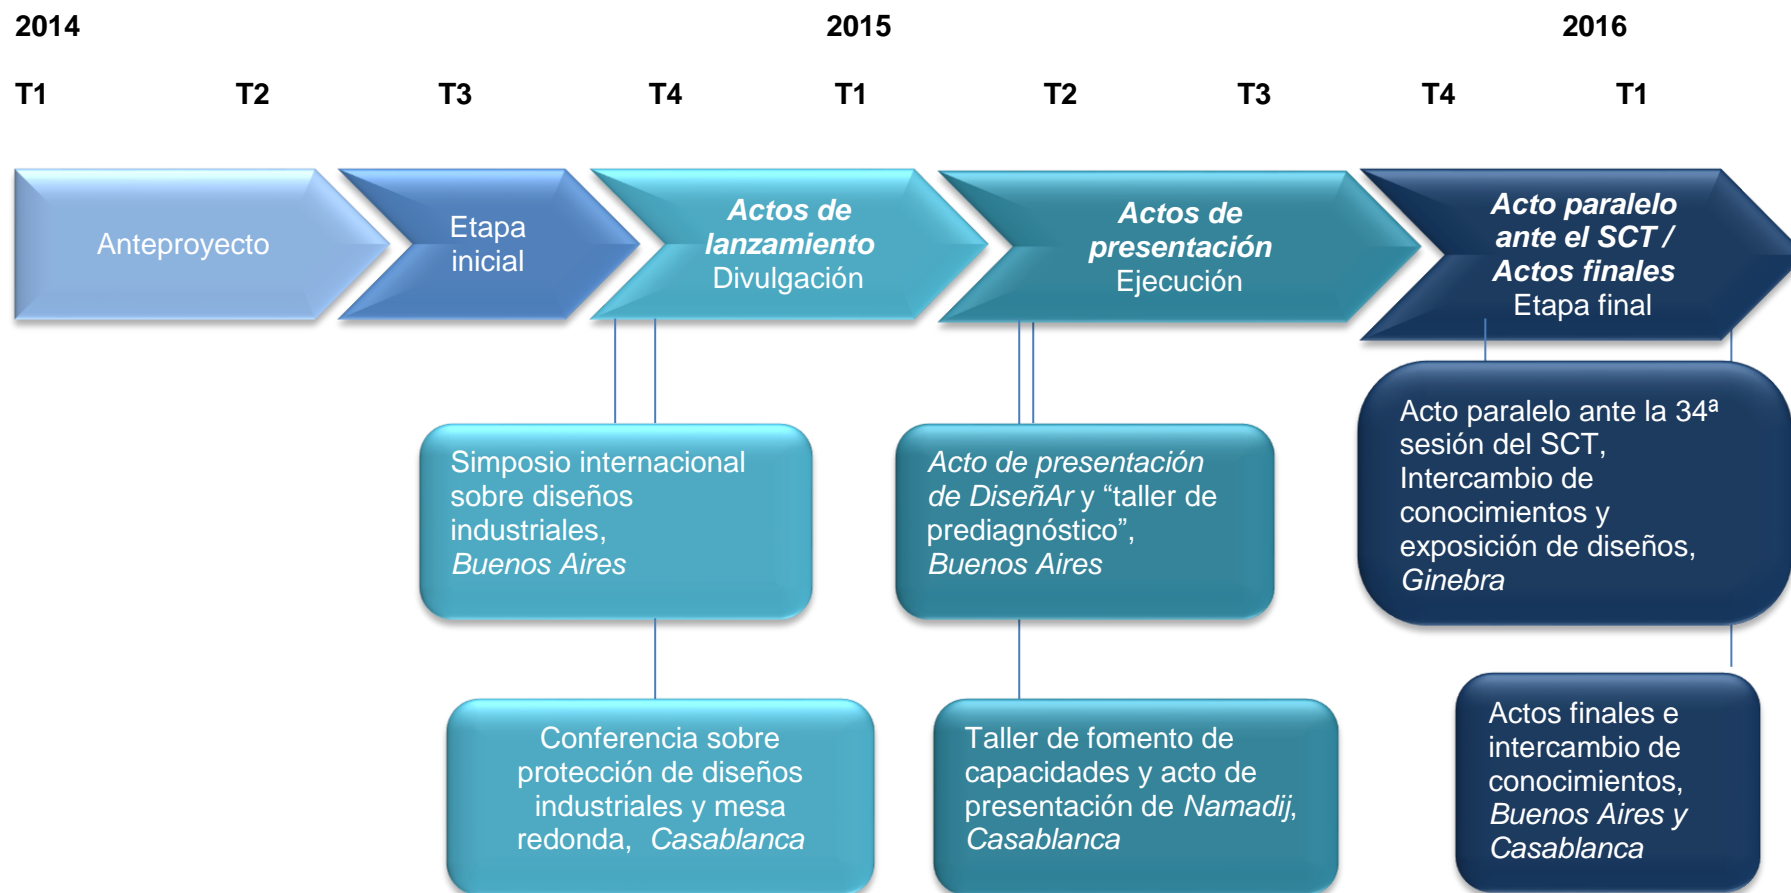 2014 2015 2016
T1 T2 T3 T4 T1 T2 T3 T4 T1
Anteproyecto
Etapa
inicial
Actos de
lanzamiento
Divulgación
Actos de
presentación
Ejecución
Acto paralelo
ante el SCT /
Actos finales
Etapa final
Simposio internacional
sobre diseños
industriales,
Buenos Aires
Acto de presentación
de DiseñAr y “taller de
prediagnóstico”,
Buenos Aires
Acto paralelo ante la 34ª
sesión del SCT,
Intercambio de
conocimientos y
exposición de diseños,
Ginebra
Conferencia sobre
protección de diseños
industriales y mesa
redonda, Casablanca
Taller de fomento de
capacidades y acto de
presentación de Namadij,
Casablanca
Actos finales e
intercambio de
conocimientos,
Buenos Aires y
Casablanca